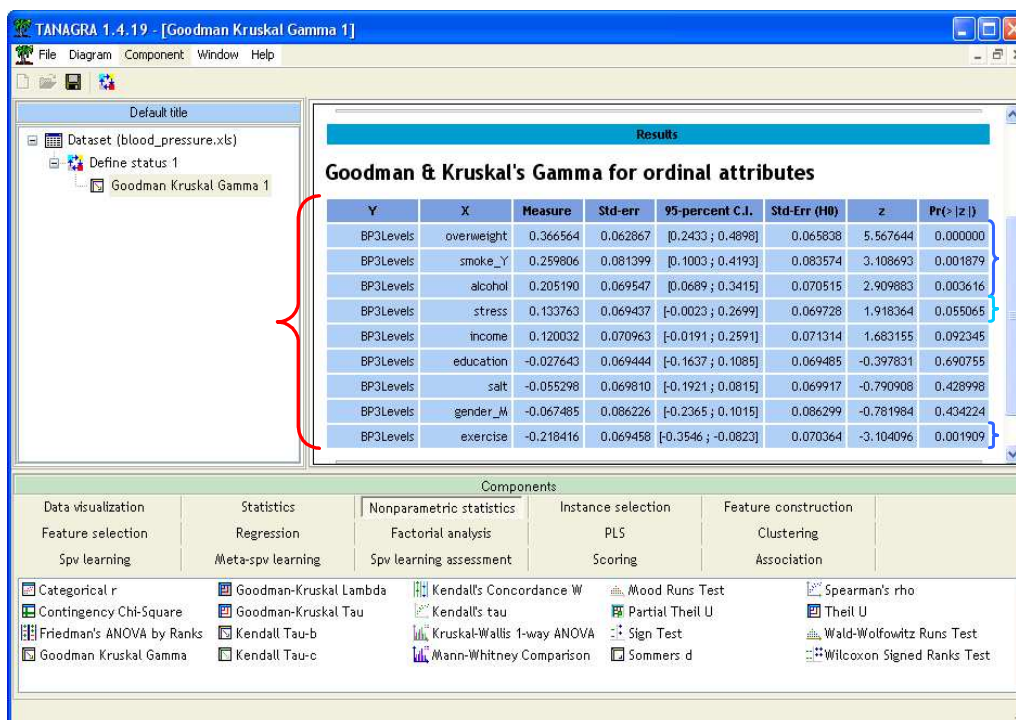 TANAGRA 1.4.19 - [Goodman Kruskal Gamma 1]
File Diagram Component Window Help
Default title
Dataset (blood_pressure.xls)
Define status 1
Goodman Kruskal Gamma 1
Results
Goodman & Kruskal's Gamma for ordinal attributes
Y X Measure Std-err 95-percent C.I. Std-Err (H0) z Pr(>|z|)
BP3Levels overweight 0.366564 0.062867 [0.2433 ; 0.4898] 0.065838 5.567644 0.000000
BP3Levels smoke_Y 0.259806 0.081399 [0.1003 ; 0.4193] 0.083574 3.108693 0.001879
BP3Levels alcohol 0.205190 0.069547 [0.0689 ; 0.3415] 0.070515 2.909883 0.003616
BP3Levels stress 0.133763 0.069437 [-0.0023 ; 0.2699] 0.069728 1.918364 0.055065
BP3Levels income 0.120032 0.070963 [-0.0191 ; 0.2591] 0.071314 1.683155 0.092345
BP3Levels education -0.027643 0.069444 [-0.1637 ; 0.1085] 0.069485 -0.397831 0.690755
BP3Levels salt -0.055298 0.069810 [-0.1921 ; 0.0815] 0.069917 -0.790908 0.428998
BP3Levels gender_M -0.067485 0.086226 [-0.2365 ; 0.1015] 0.086299 -0.781984 0.434224
BP3Levels exercise -0.218416 0.069458 [-0.3546 ; -0.0823] 0.070364 -3.104096 0.001909
Components
Data visualization Statistics Nonparametric statistics Instance selection Feature construction
Feature selection Regression Factorial analysis PLS Clustering
Spv learning Meta-spv learning Spv learning assessment Scoring Association
Categorical r Goodman-Kruskal Lambda Kendall's Concordance W Mood Runs Test Spearman's rho
Contingency Chi-Square Goodman-Kruskal Tau Kendall's tau Partial Theil U Theil U
Friedman's ANOVA by Ranks Kendall Tau-b Kruskal-Wallis 1-way ANOVA Sign Test Wald-Wolfowitz Runs Test
Goodman Kruskal Gamma Kendall Tau-c Mann-Whitney Comparison Sommers d Wilcoxon Signed Ranks Test